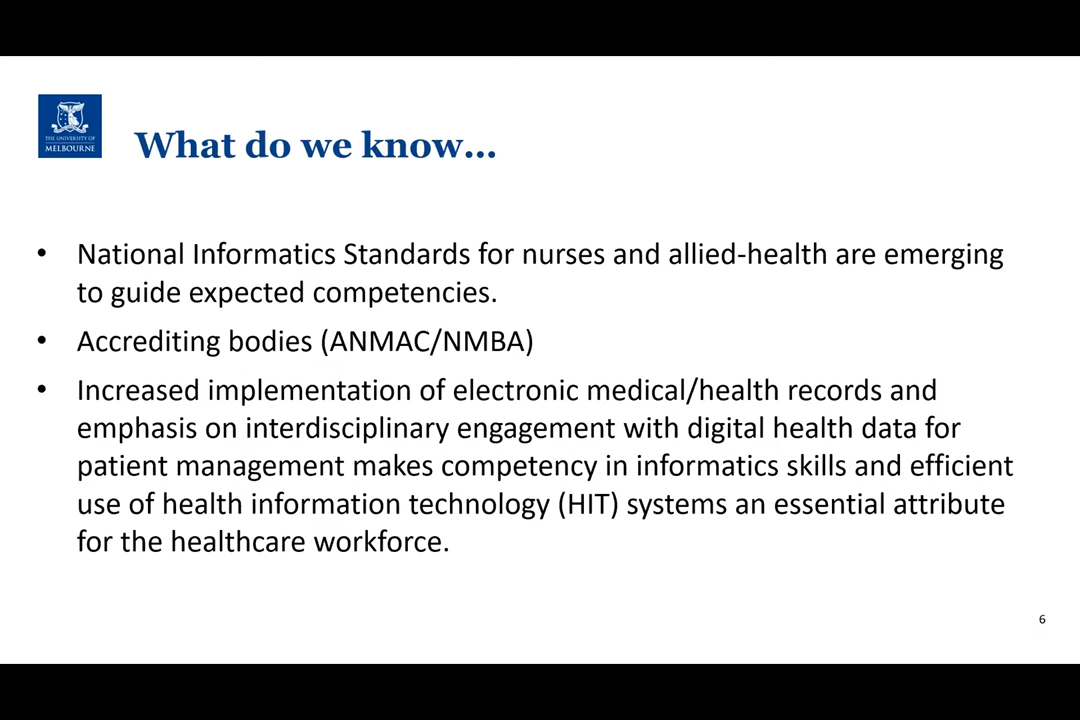 THE UNIVERSITY OF
MELBOURNE
What do we know...
• National Informatics Standards for nurses and allied-health are emerging
to guide expected competencies.
• Accrediting bodies (ANMAC/NMBA)
• Increased implementation of electronic medical/health records and
emphasis on interdisciplinary engagement with digital health data for
patient management makes competency in informatics skills and efficient
use of health information technology (HIT) systems an essential attribute
for the healthcare workforce.
6